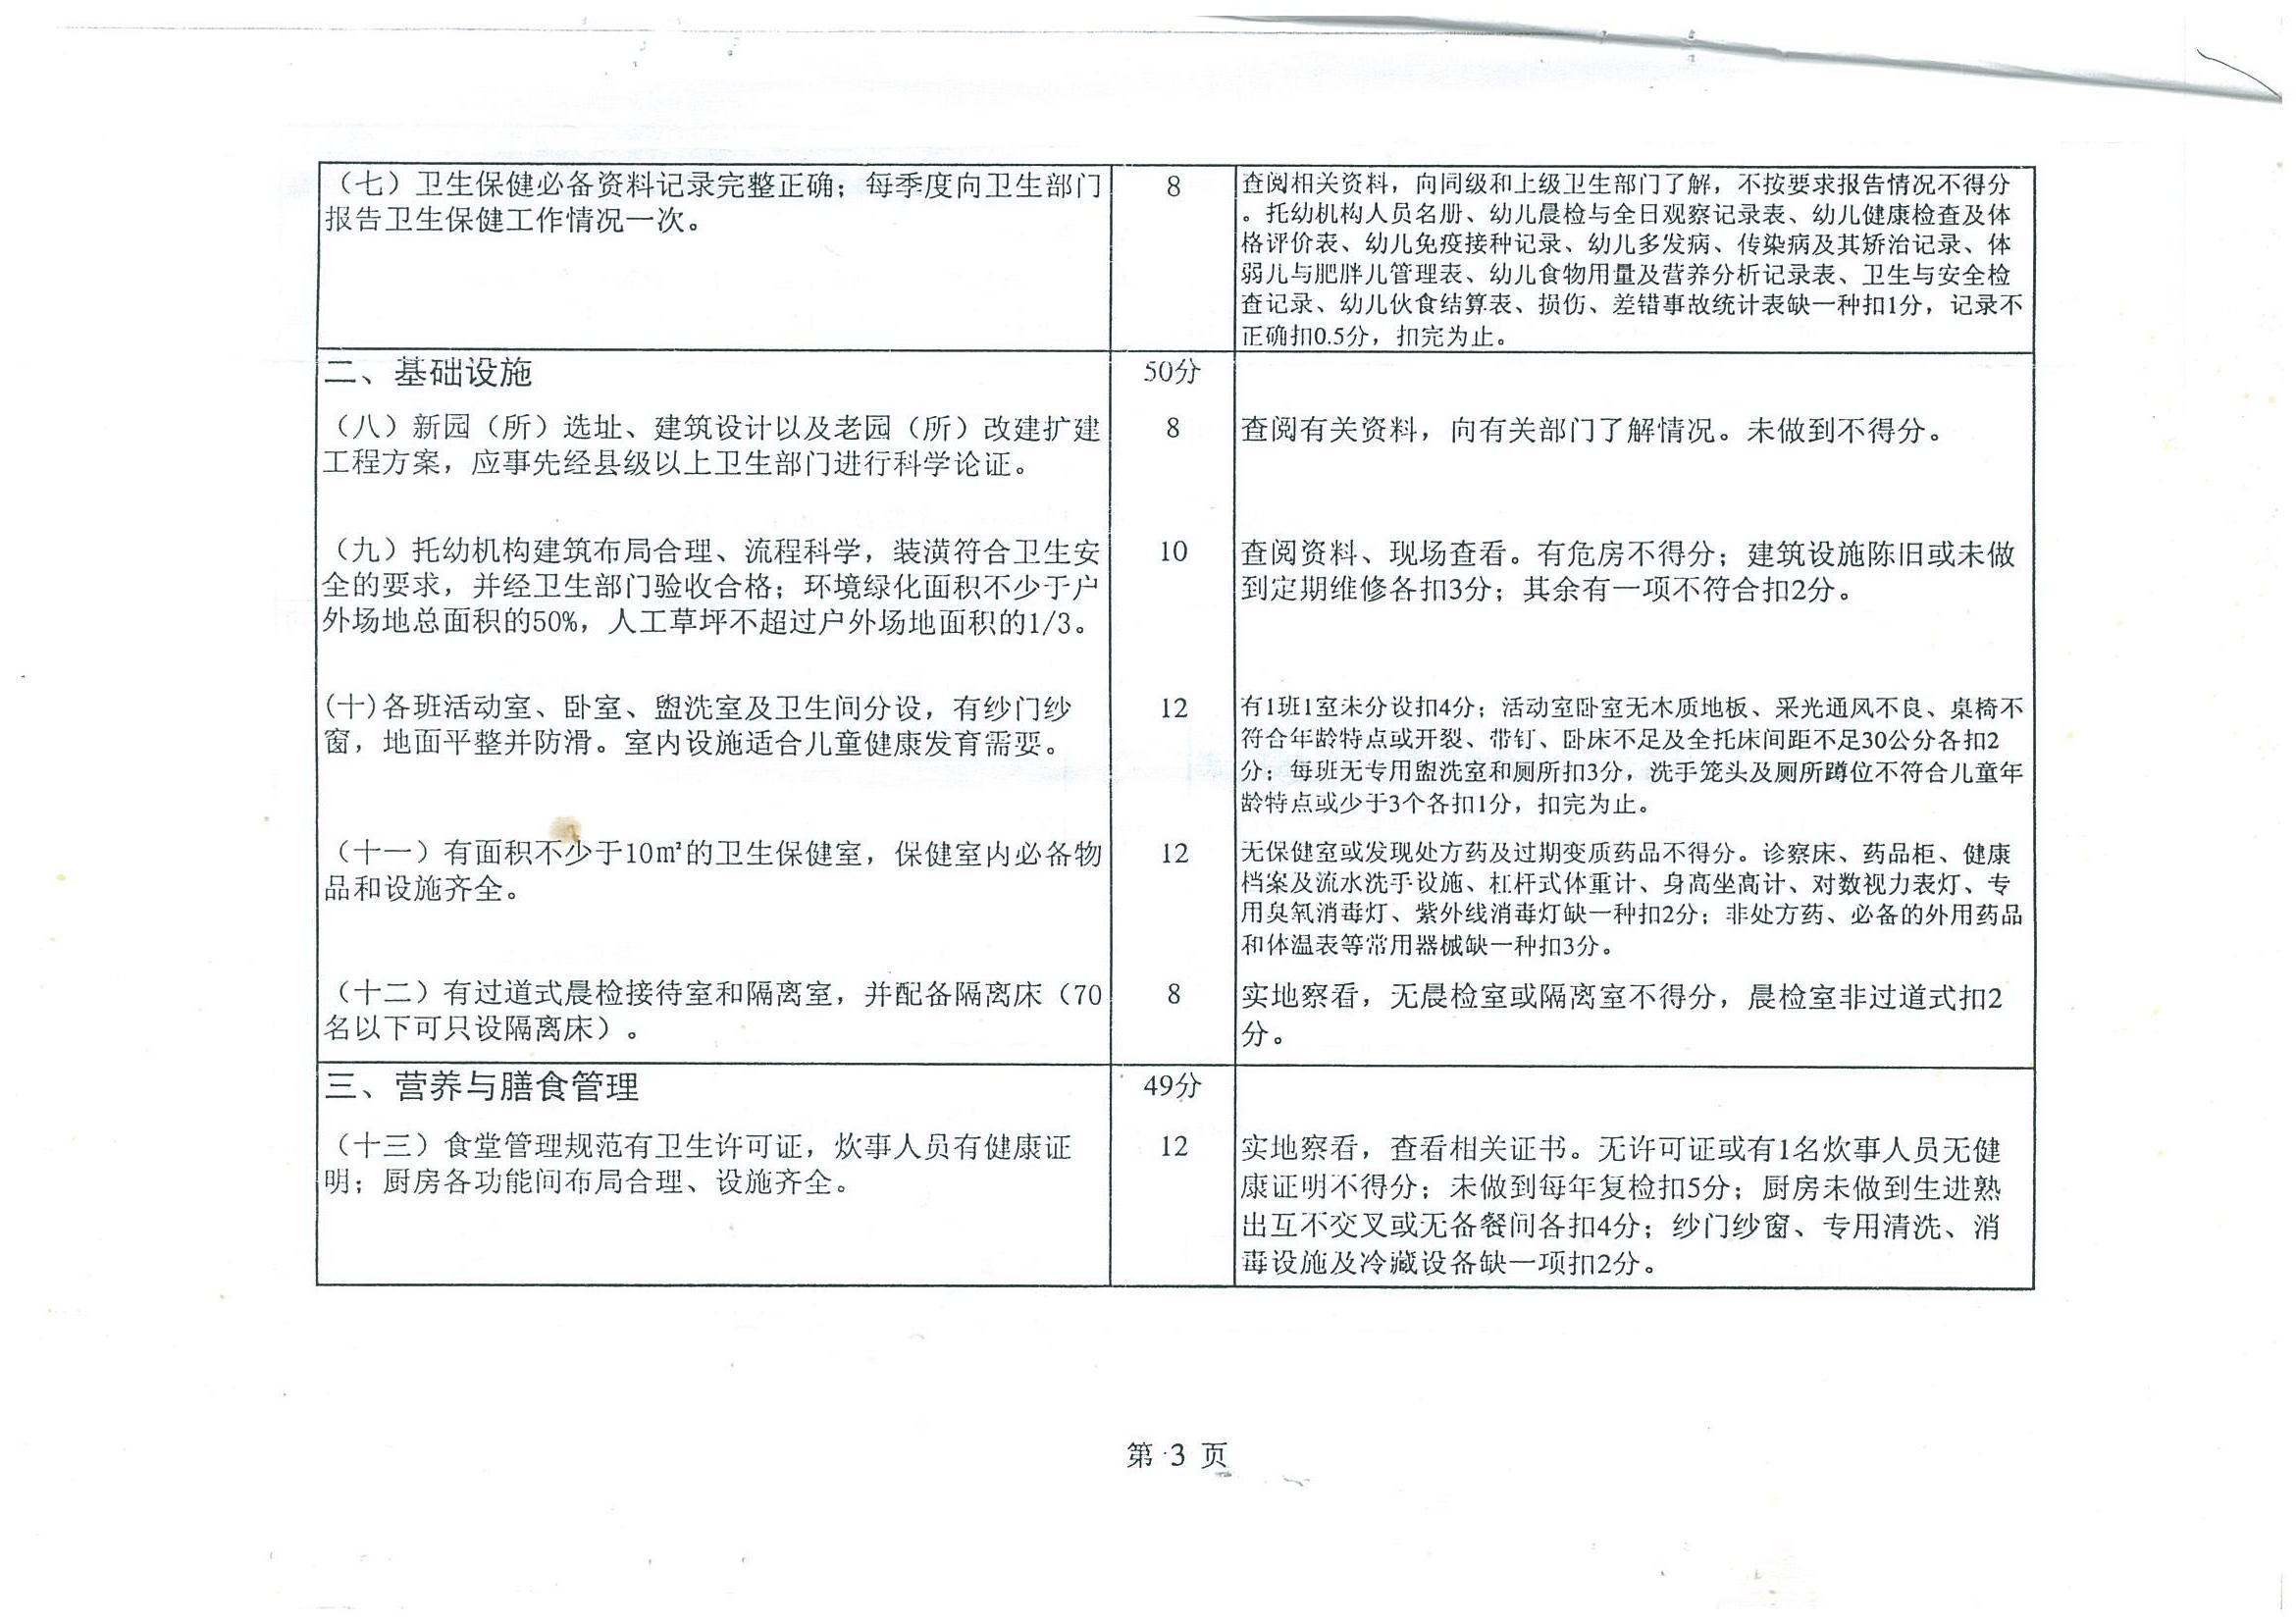 （七）卫生保健必备资料记录完整正确；每季度向卫生部门
报告卫生保健工作情况一次。
8
查阅相关资料，向同级和上级卫生部门了解，不按要求报告情况不得分
。托幼机构人员名册、幼儿晨检与全日观察记录表、幼儿健康检查及体
格评价表、幼儿免疫接种记录、幼儿多发病、传染病及其矫治记录、体
弱儿与肥胖儿管理表、幼儿食物用量及营养分析记录表、卫生与安全检
查记录、幼儿伙食结算表、损伤、差错事故统计表缺一种扣1分，记录不
正确扣0.5分，扣完为止。
二、基础设施
50分
（八）新园（所）选址、建筑设计以及老园（所）改建扩建
工程方案，应事先经县级以上卫生部门进行科学论证。
8
查阅有关资料，向有关部门了解情况。未做到不得分。
（九）托幼机构建筑布局合理、流程科学，装潢符合卫生安
全的要求，并经卫生部门验收合格；环境绿化面积不少于户
外场地总面积的50%，人工草坪不超过户外场地面积的1/3。
10
查阅资料、现场查看。有危房不得分；建筑设施陈旧或未做
到定期维修各扣3分；其余有一项不符合扣2分。
(十)各班活动室、卧室、盥洗室及卫生间分设，有纱门纱
窗，地面平整并防滑。室内设施适合儿童健康发育需要。
12
有1班1室未分设扣4分；活动室卧室无木质地板、采光通风不良、桌椅不
符合年龄特点或开裂、带钉、卧床不足及全托床间距不足30公分各扣2
分；每班无专用盥洗室和厕所扣3分，洗手笼头及厕所蹲位不符合儿童年
龄特点或少于3个各扣1分，扣完为止。
（十一）有面积不少于10㎡的卫生保健室，保健室内必备物
品和设施齐全。
12
无保健室或发现处方药及过期变质药品不得分。诊察床、药品柜、健康
档案及流水洗手设施、杠杆式体重计、身高坐高计、对数视力表灯、专
用臭氧消毒灯、紫外线消毒灯缺一种扣2分；非处方药、必备的外用药品
和体温表等常用器械缺一种扣3分。
（十二）有过道式晨检接待室和隔离室，并配备隔离床（70
名以下可只设隔离床）。
8
实地察看，无晨检室或隔离室不得分，晨检室非过道式扣2
分。
三、营养与膳食管理
49分
（十三）食堂管理规范有卫生许可证，炊事人员有健康证
明；厨房各功能间布局合理、设施齐全。
12
实地察看，查看相关证书。无许可证或有1名炊事人员无健
康证明不得分；未做到每年复检扣5分；厨房未做到生进熟
出互不交叉或无备餐间各扣4分；纱门纱窗、专用清洗、消
毒设施及冷藏设备缺一项扣2分。
第 3 页